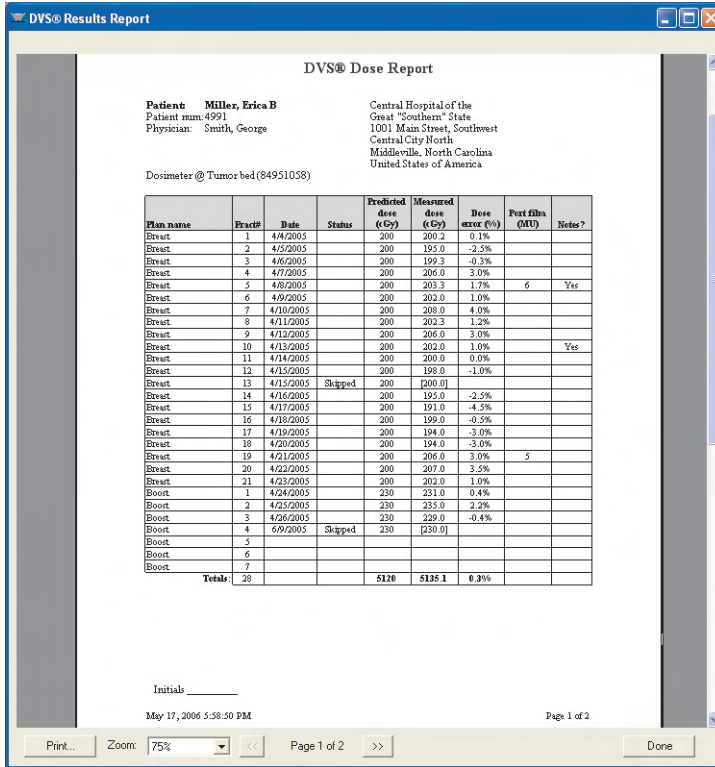 DVS® Results Report
DVS® Dose Report
Patient: Miller, Erica B
Patient num: 4991
Physician: Smith, George
Central Hospital of the
Great "Southern" State
1001 Main Street, Southwest
Central City North
Middleville, North Carolina
United States of America
Dosimeter @ Tumor bed (84951058)
Plan name Fract# Date Status Predicted dose (cGy) Measured dose (cGy) Dose error (%) Port film (MU) Notes?
Breast 1 4/4/2005 200 200.2 0.1%
Breast 2 4/5/2005 200 195.0 -2.5%
Breast 3 4/6/2005 200 199.3 -0.3%
Breast 4 4/7/2005 200 206.0 3.0%
Breast 5 4/8/2005 200 203.3 1.7% 6 Yes
Breast 6 4/9/2005 200 202.0 1.0%
Breast 7 4/10/2005 200 208.0 4.0%
Breast 8 4/11/2005 200 202.3 1.2%
Breast 9 4/12/2005 200 206.0 3.0%
Breast 10 4/13/2005 200 202.0 1.0% Yes
Breast 11 4/14/2005 200 200.0 0.0%
Breast 12 4/15/2005 200 198.0 -1.0%
Breast 13 4/15/2005 Skipped 200 [200.0]
Breast 14 4/16/2005 200 195.0 -2.5%
Breast 15 4/17/2005 200 191.0 -4.5%
Breast 16 4/18/2005 200 199.0 -0.5%
Breast 17 4/19/2005 200 194.0 -3.0%
Breast 18 4/20/2005 200 194.0 -3.0%
Breast 19 4/21/2005 200 206.0 3.0% 5
Breast 20 4/22/2005 200 207.0 3.5%
Breast 21 4/23/2005 200 202.0 1.0%
Boost 1 4/24/2005 230 231.0 0.4%
Boost 2 4/25/2005 230 235.0 2.2%
Boost 3 4/26/2005 230 229.0 -0.4%
Boost 4 6/9/2005 Skipped 230 [230.0]
Boost 5
Boost 6
Boost 7
Totals: 28 5120 5135.1 0.3%
Initials ________
May 17, 2006 5:58:50 PM Page 1 of 2
Print... Zoom: 75% << Page 1 of 2 >> Done